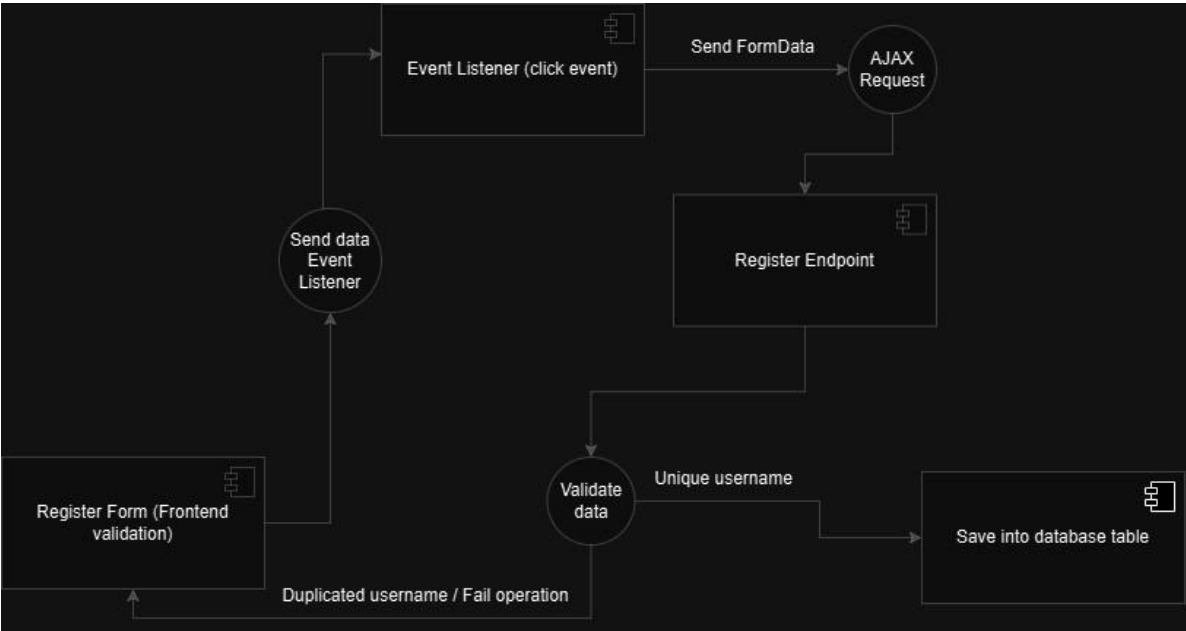 Event Listener (click event)
Send FormData
AJAX
Request
Send data
Event
Listener
Register Endpoint
Register Form (Frontend
validation)
Validate
data
Unique username
Save into database table
Duplicated username / Fail operation